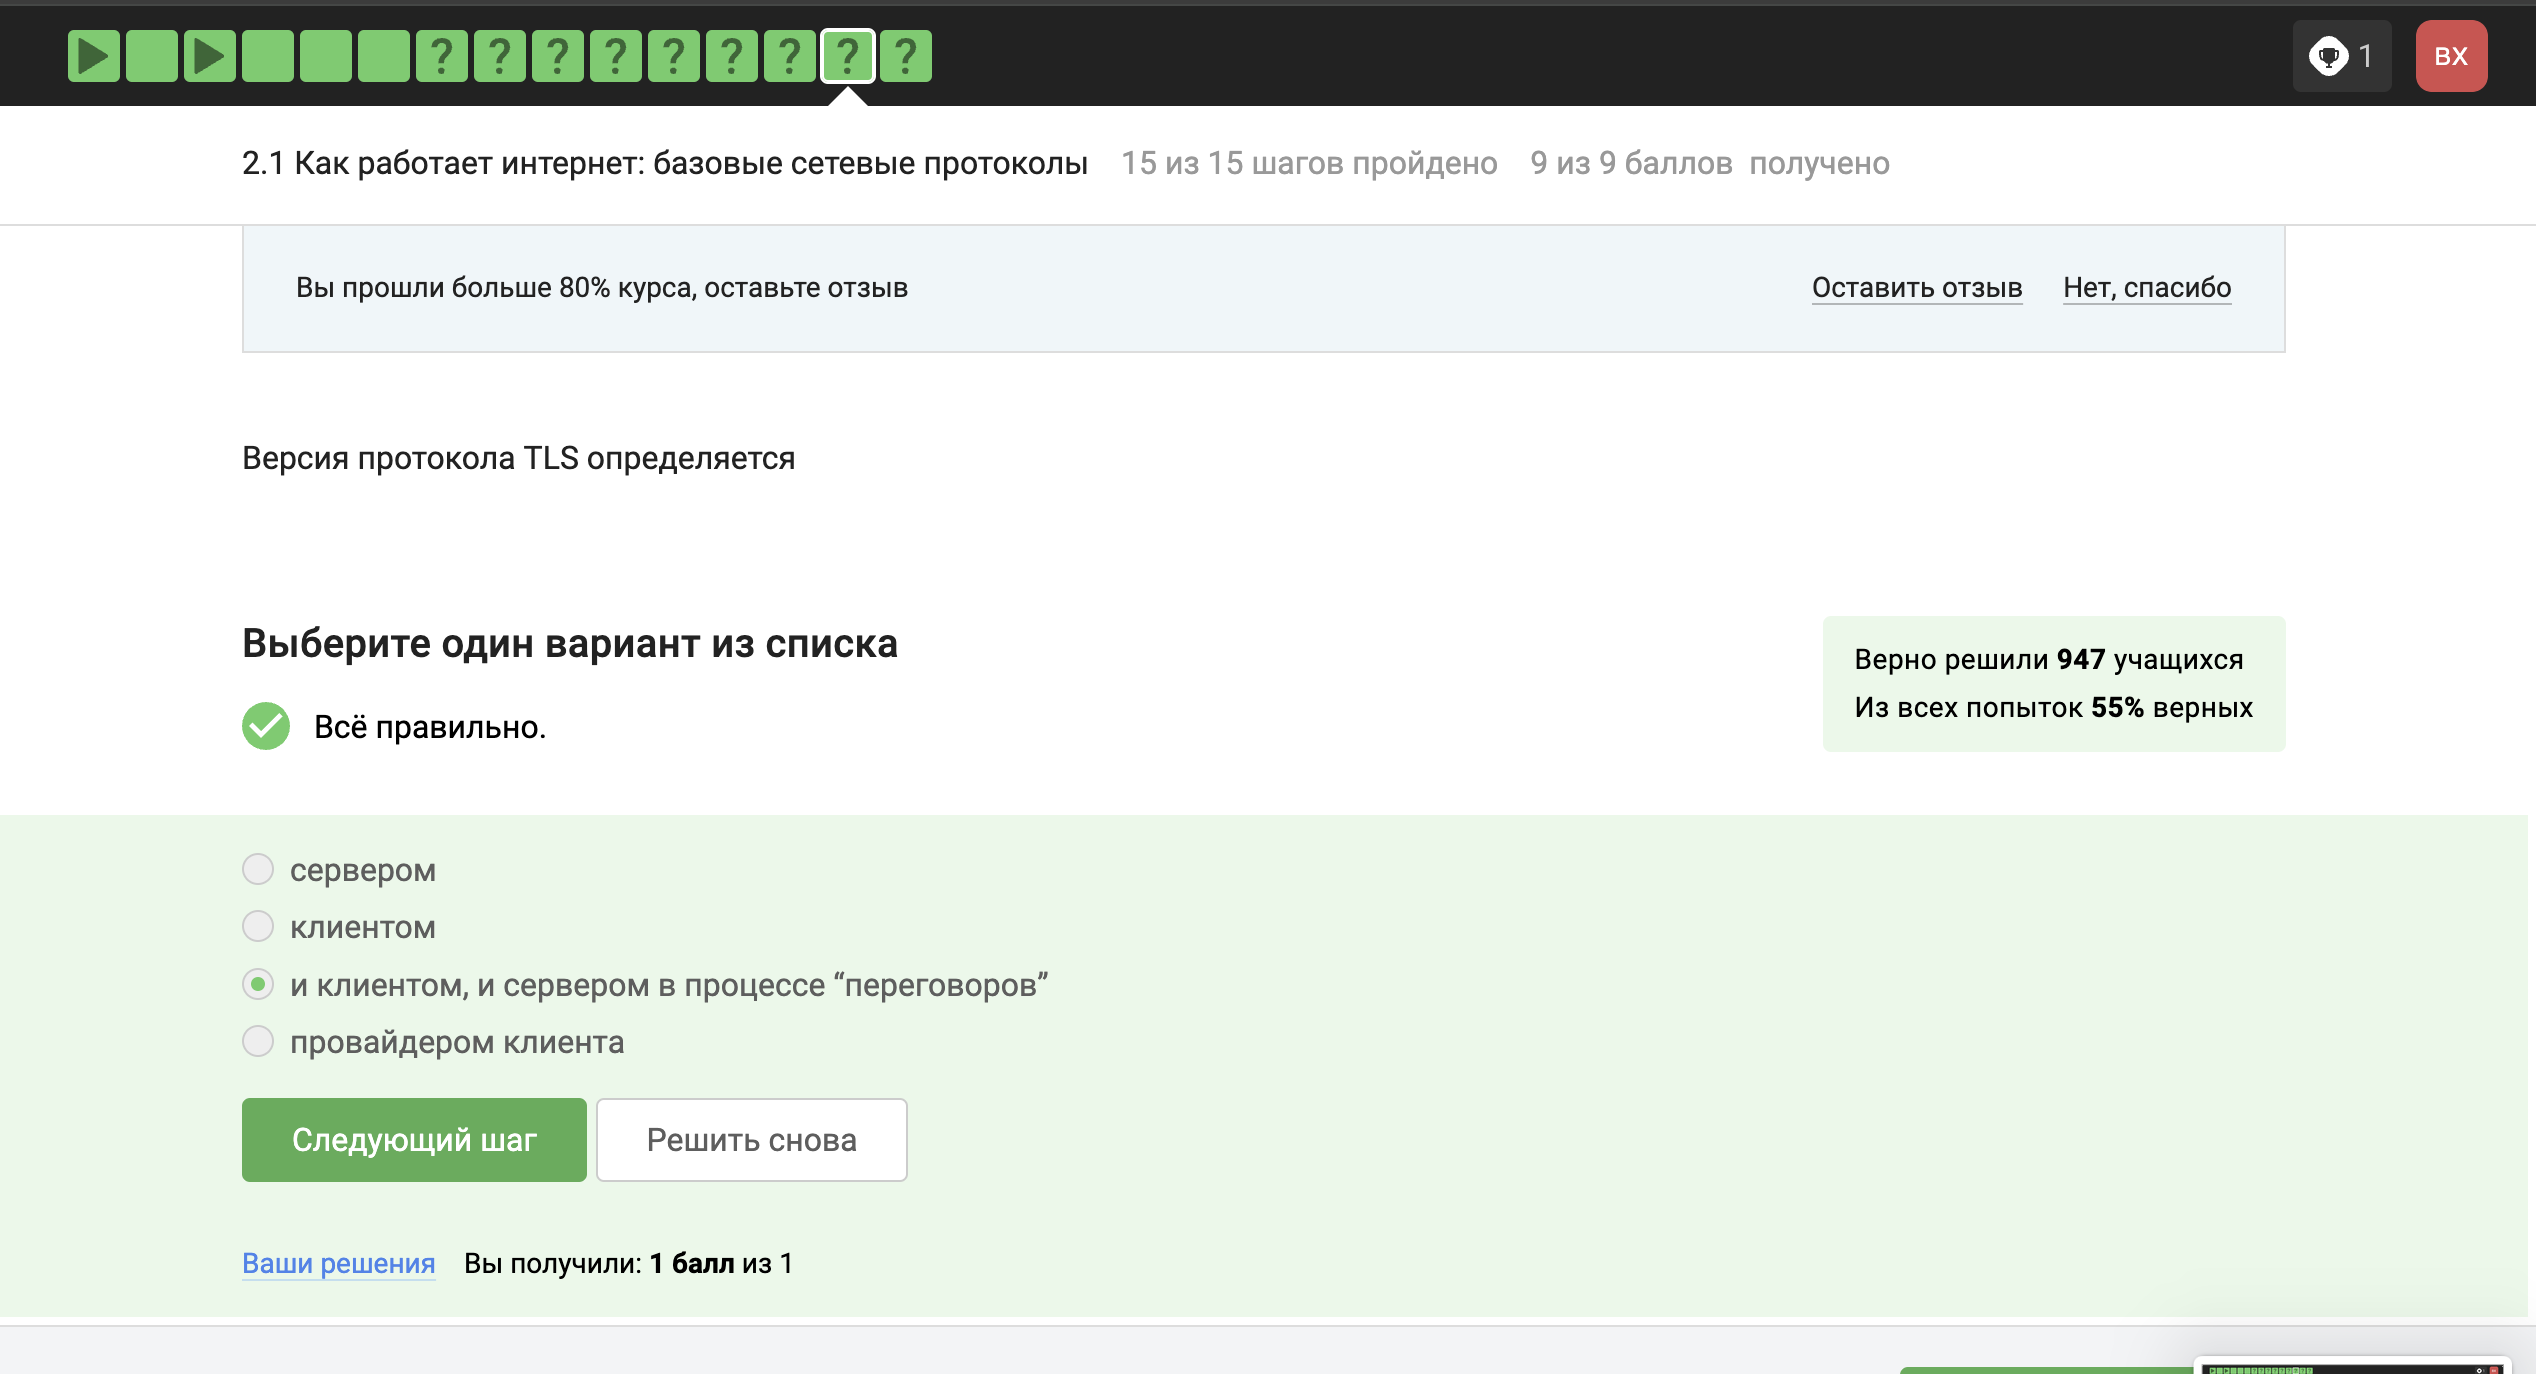 ? ? ? ? ? ? ? ? ?
1
ВХ
2.1 Как работает интернет: базовые сетевые протоколы 15 из 15 шагов пройдено 9 из 9 баллов получено
Вы прошли больше 80% курса, оставьте отзыв Оставить отзыв Нет, спасибо
Версия протокола TLS определяется
Выберите один вариант из списка
Всё правильно.
Верно решили 947 учащихся
Из всех попыток 55% верных
сервером
клиентом
и клиентом, и сервером в процессе “переговоров”
провайдером клиента
Следующий шаг Решить снова
Ваши решения Вы получили: 1 балл из 1